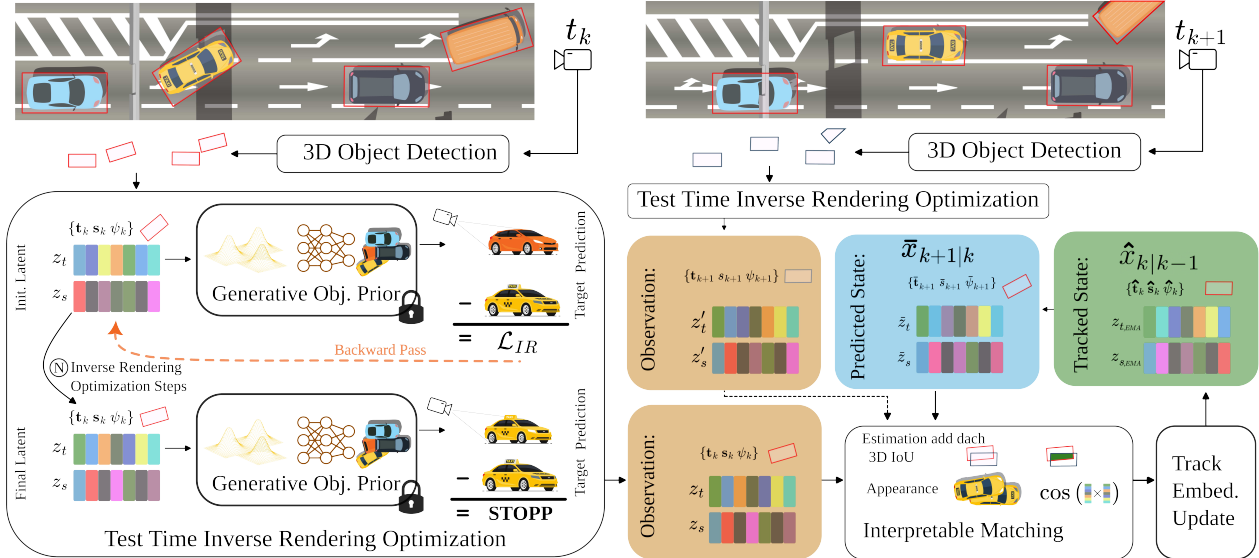 t_k
3D Object Detection
Init. Latent
{t_k s_k ψ_k}
z_t
z_s
Generative Obj. Prior
Prediction
Target
−
= ℒ_IR
Backward Pass
N Inverse Rendering
Optimization Steps
Final Latent
{t_k s_k ψ_k}
z_t
z_s
Generative Obj. Prior
Prediction
Target
−
= STOPP
Test Time Inverse Rendering Optimization
t_{k+1}
3D Object Detection
Test Time Inverse Rendering Optimization
Observation:
{t_{k+1} s_{k+1} ψ_{k+1}}
z′_t
z′_s
Predicted State:
x̄_{k+1|k}
{t̄_{k+1} s̄_{k+1} ψ̄_{k+1}}
z̄_t
z̄_s
Tracked State:
x̂_{k|k−1}
{t̂_k ŝ_k ψ̂_k}
z_{t,EMA}
z_{s,EMA}
Observation:
{t_k s_k ψ_k}
z_t
z_s
Estimation add dach
3D IoU
Appearance
cos ( × )
Interpretable Matching
Track
Embed.
Update